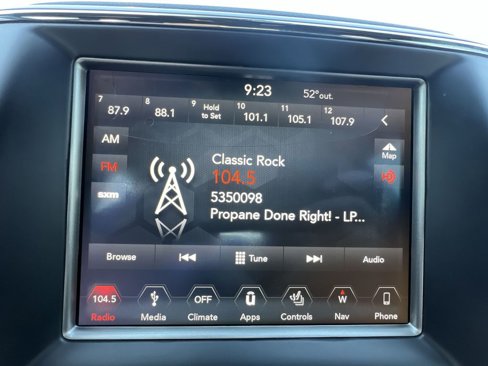 9:23 52°out.
7 8 9 Hold to Set 10 11 12
87.9 88.1 101.1 105.1 107.9
AM
FM
sxm
Map
Classic Rock
104.5
5350098
Propane Done Right! - LP...
Browse Tune Audio
104.5 OFF W
Radio Media Climate Apps Controls Nav Phone